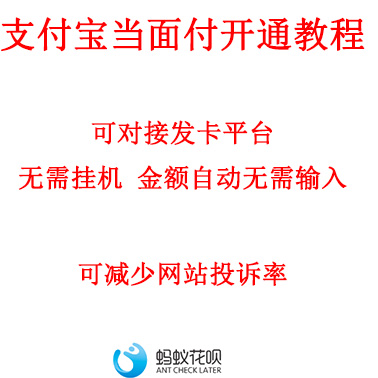 支付宝当面付开通教程
可对接发卡平台
无需挂机 金额自动无需输入
可减少网站投诉率
蚂蚁花呗
ANT CHECK LATER